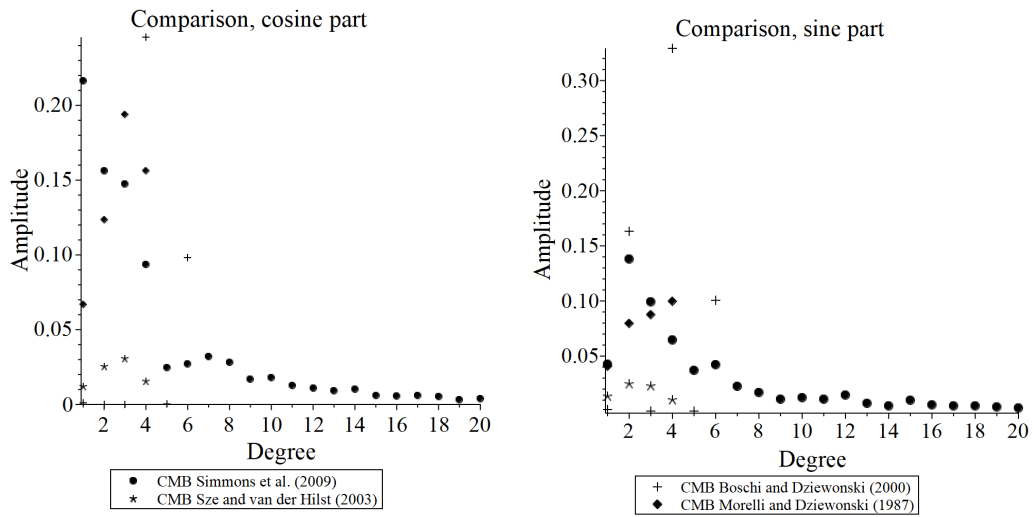 Comparison, cosine part
0.20
0.15
0.10
0.05
0
Amplitude
2 4 6 8 10 12 14 16 18 20
Degree
CMB Simmons et al. (2009)
CMB Sze and van der Hilst (2003)
Comparison, sine part
0.30
0.25
0.20
0.15
0.10
0.05
Amplitude
2 4 6 8 10 12 14 16 18 20
Degree
CMB Boschi and Dziewonski (2000)
CMB Morelli and Dziewonski (1987)